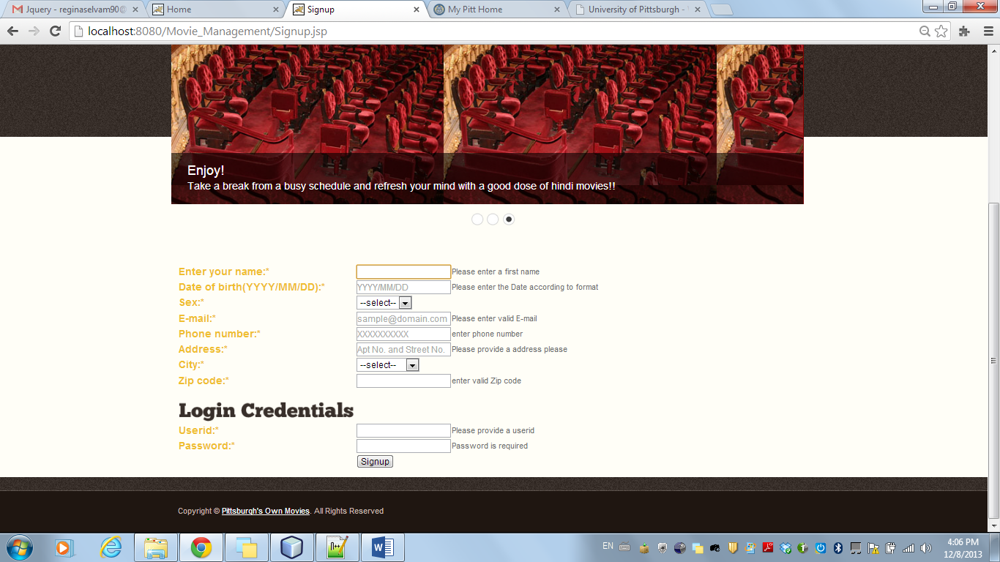 Jquery - reginaselvam90@
Home
Signup
My Pitt Home
University of Pittsburgh -
localhost:8080/Movie_Management/Signup.jsp
Enjoy!
Take a break from a busy schedule and refresh your mind with a good dose of hindi movies!!
Enter your name:* Please enter a first name
Date of birth(YYYY/MM/DD):* YYYY/MM/DD Please enter the Date according to format
Sex:* --select--
E-mail:* sample@domain.com Please enter valid E-mail
Phone number:* XXXXXXXXXX enter phone number
Address:* Apt No. and Street No. Please provide a address please
City:* --select--
Zip code:* enter valid Zip code
Login Credentials
Userid:* Please provide a userid
Password:* Password is required
Signup
Copyright © Pittsburgh's Own Movies. All Rights Reserved
EN
4:06 PM
12/8/2013